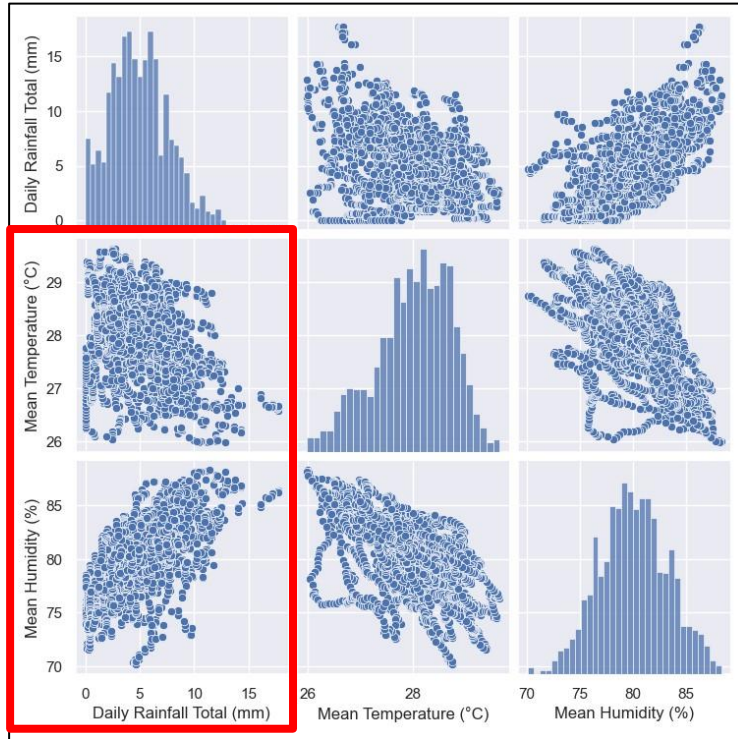 Daily Rainfall Total (mm)
15
10
5
0
Mean Temperature (°C)
29
28
27
26
Mean Humidity (%)
85
80
75
70
0 5 10 15
Daily Rainfall Total (mm)
26 28
Mean Temperature (°C)
70 75 80 85
Mean Humidity (%)